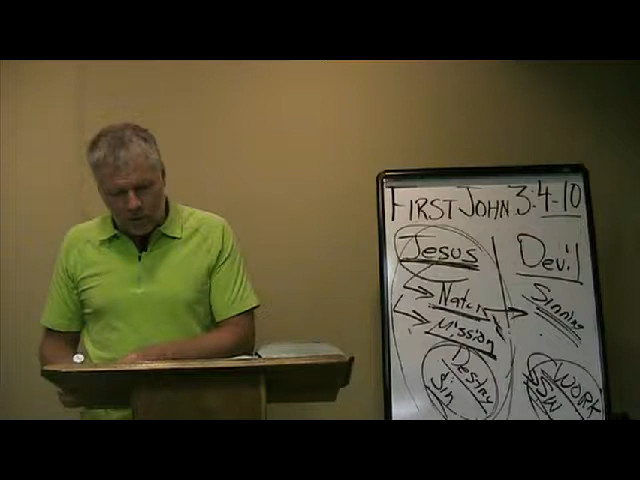 FIRST JOHN 3:4-10
Jesus
Devil
Nature
Sinning
Mission
Destroy
Sin
WORK